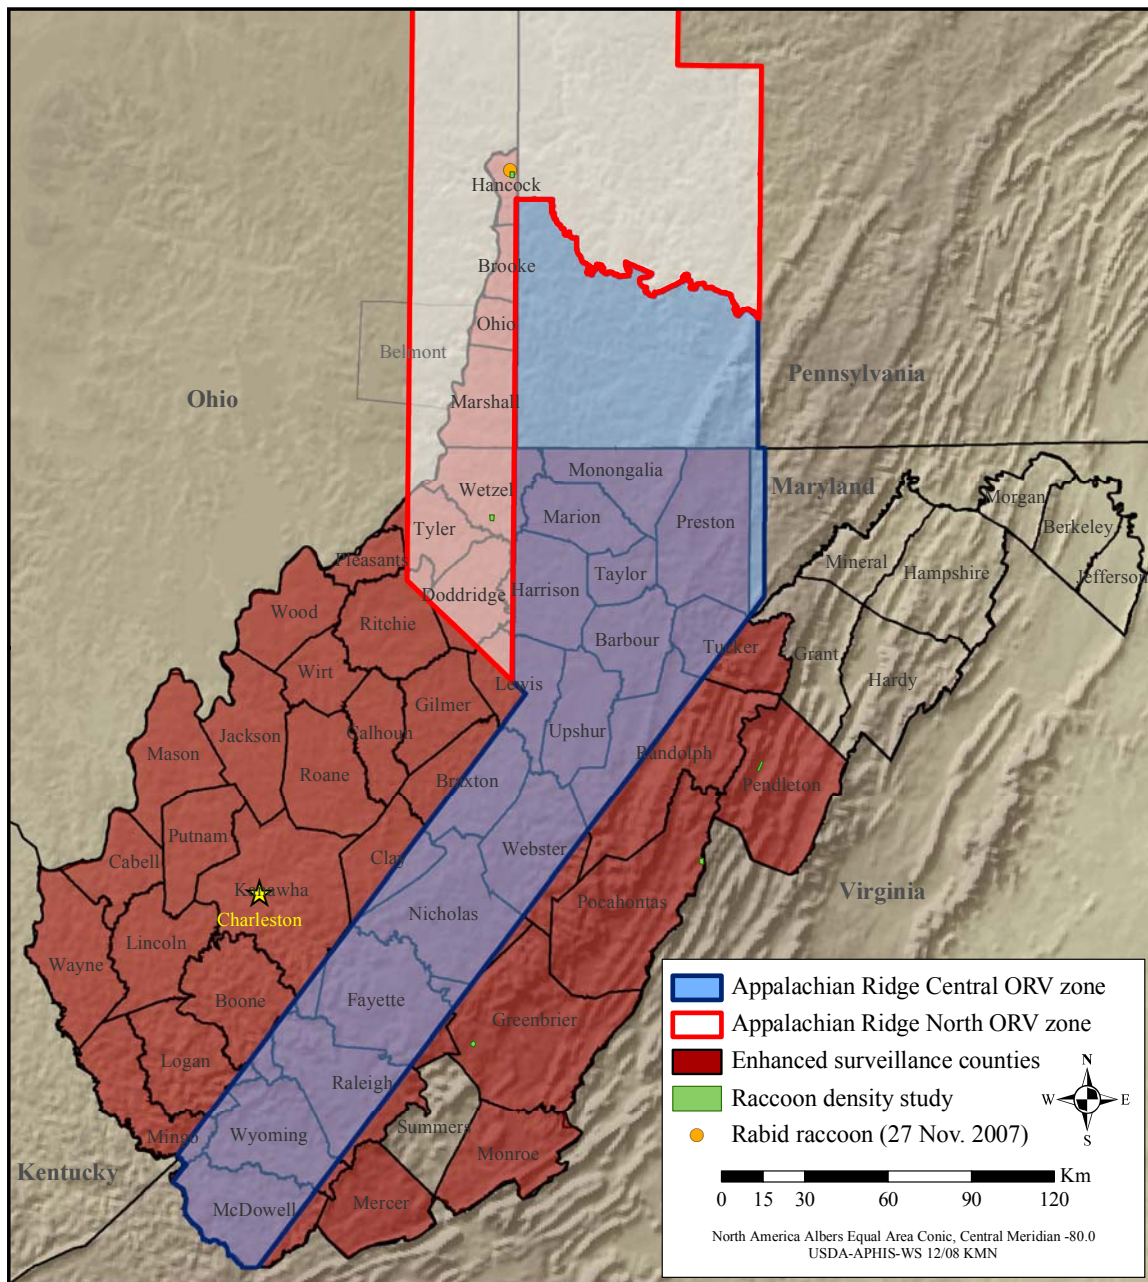 Hancock
Brooke
Ohio
Belmont
Pennsylvania
Ohio
Marshall
Monongalia
Wetzel
Maryland
Morgan
Marion
Preston
Tyler
Berkeley
Pleasants
Mineral
Hampshire
Taylor
Jefferson
Doddridge
Harrison
Wood
Ritchie
Barbour
Tucker
Grant
Wirt
Hardy
Lewis
Gilmer
Upshur
Calhoun
Jackson
Mason
Randolph
Roane
Braxton
Pendleton
Putnam
Webster
Cabell
Clay
Kanawha
Virginia
Pocahontas
Charleston
Nicholas
Lincoln
Wayne
Boone
Fayette
Greenbrier
Logan
Raleigh
Summers
Mingo
Wyoming
Monroe
Kentucky
McDowell
Mercer
Appalachian Ridge Central ORV zone
Appalachian Ridge North ORV zone
Enhanced surveillance counties
Raccoon density study
Rabid raccoon (27 Nov. 2007)
N
W E
S
Km
0 15 30 60 90 120
North America Albers Equal Area Conic, Central Meridian -80.0
USDA-APHIS-WS 12/08 KMN